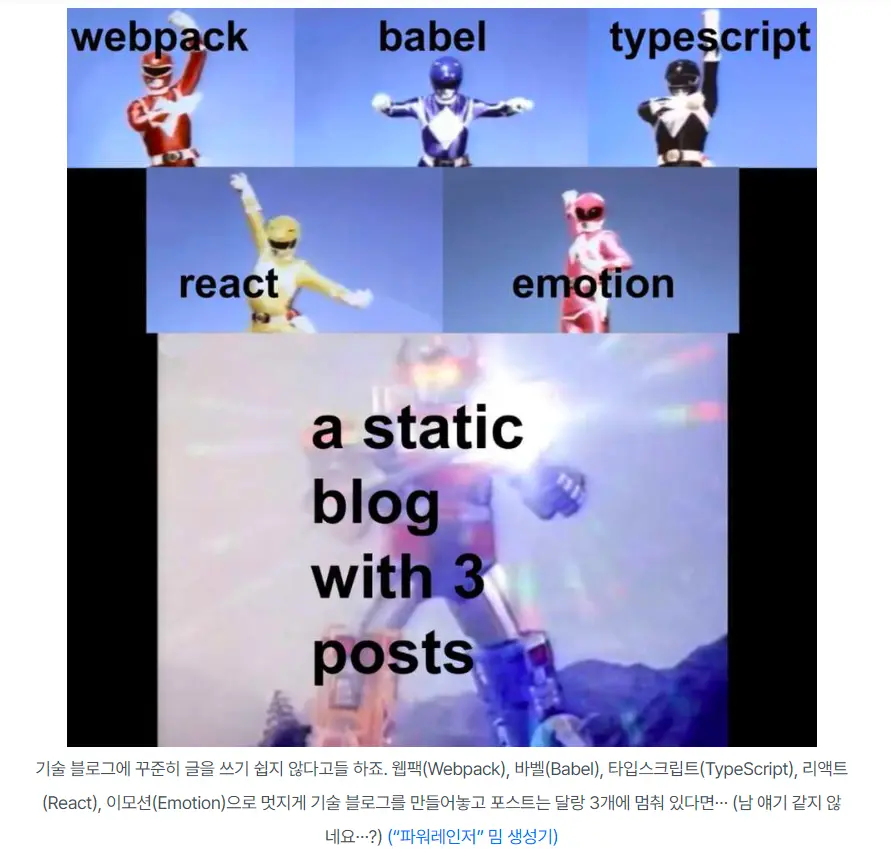 webpack
babel
typescript
react
emotion
a static
blog
with 3
posts
기술 블로그에 꾸준히 글을 쓰기 쉽지 않다고들 하죠. 웹팩(Webpack), 바벨(Babel), 타입스크립트(TypeScript), 리액트
(React), 이모션(Emotion)으로 멋지게 기술 블로그를 만들어놓고 포스트는 달랑 3개에 멈춰 있다면… (남 얘기 같지 않
네요…?) (“파워레인저” 밈 생성기)